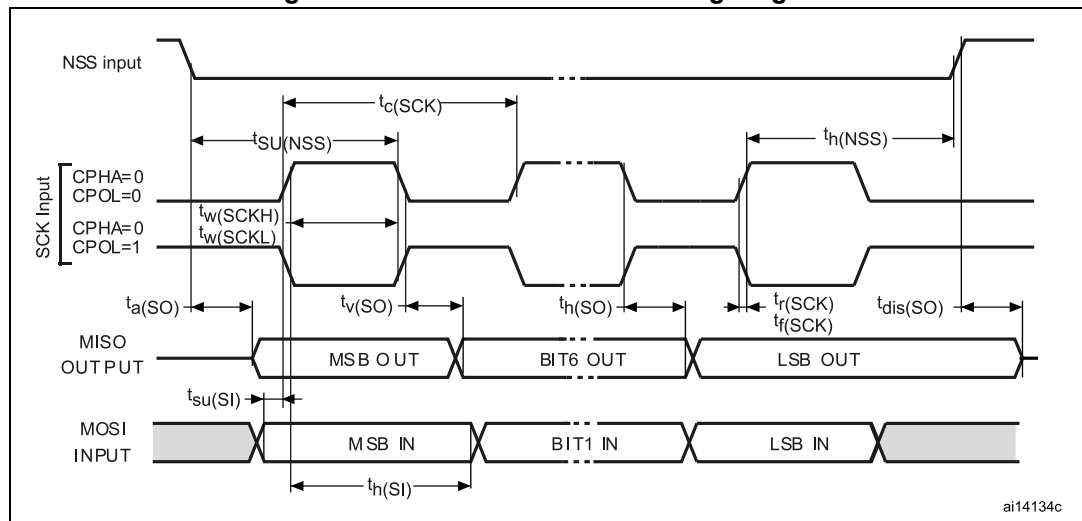 NSS input
tc(SCK)
tSU(NSS)
th(NSS)
SCK Input
CPHA=0
CPOL=0
tw(SCKH)
CPHA=0
tw(SCKL)
CPOL=1
ta(SO)
tv(SO)
th(SO)
tr(SCK)
tf(SCK)
tdis(SO)
MISO
OUTPUT
MSB OUT
BIT6 OUT
LSB OUT
tsu(SI)
MOSI
INPUT
MSB IN
BIT1 IN
LSB IN
th(SI)
ai14134c